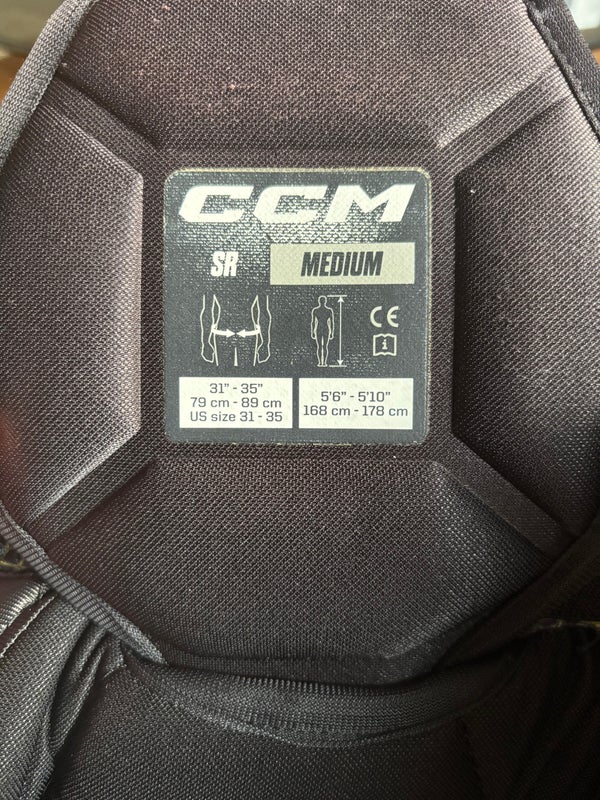 CCM
SR MEDIUM
CE
i
31" - 35"
79 cm - 89 cm
US size 31 - 35
5'6" - 5'10"
168 cm - 178 cm